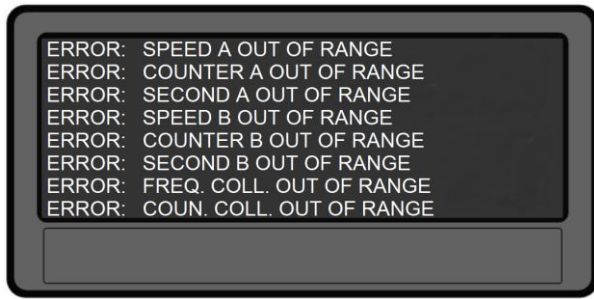 ERROR: SPEED A OUT OF RANGE
ERROR: COUNTER A OUT OF RANGE
ERROR: SECOND A OUT OF RANGE
ERROR: SPEED B OUT OF RANGE
ERROR: COUNTER B OUT OF RANGE
ERROR: SECOND B OUT OF RANGE
ERROR: FREQ. COLL. OUT OF RANGE
ERROR: COUN. COLL. OUT OF RANGE